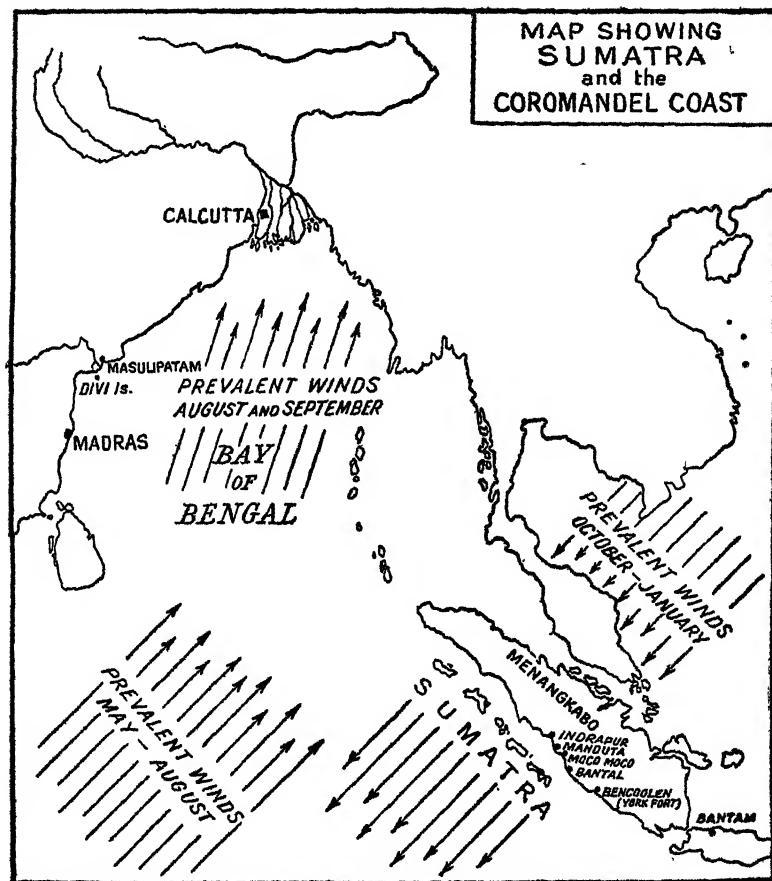 MAP SHOWING
SUMATRA
and the
COROMANDEL COAST
CALCUTTA
MASULIPATAM
DIVI Is.
MADRAS
PREVALENT WINDS
AUGUST AND SEPTEMBER
BAY
OF
BENGAL
PREVALENT WINDS
OCTOBER - JANUARY
PREVALENT WINDS
MAY - AUGUST
SUMATRA
MENANGKABO
INDRAPUR
MANDUTA
MOCO MOCO
BANTAL
BENCOOLEN
(YORK FORT)
BANTAM